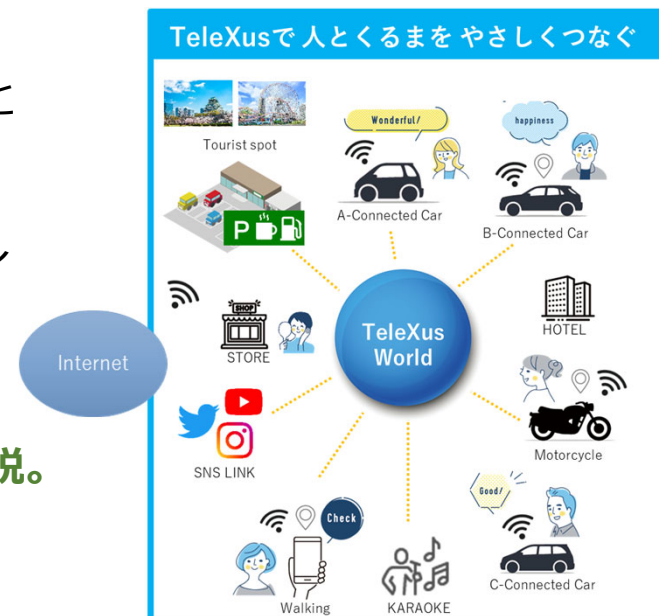 TeleXusで 人とくるまを やさしくつなぐ
と
Wonderful!
happiness
Tourist spot
A-Connected Car
B-Connected Car
P
SHOP
STORE
TeleXus
World
HOTEL
Internet
説。
SNS LINK
Motorcycle
Good!
Check
Walking
KARAOKE
C-Connected Car